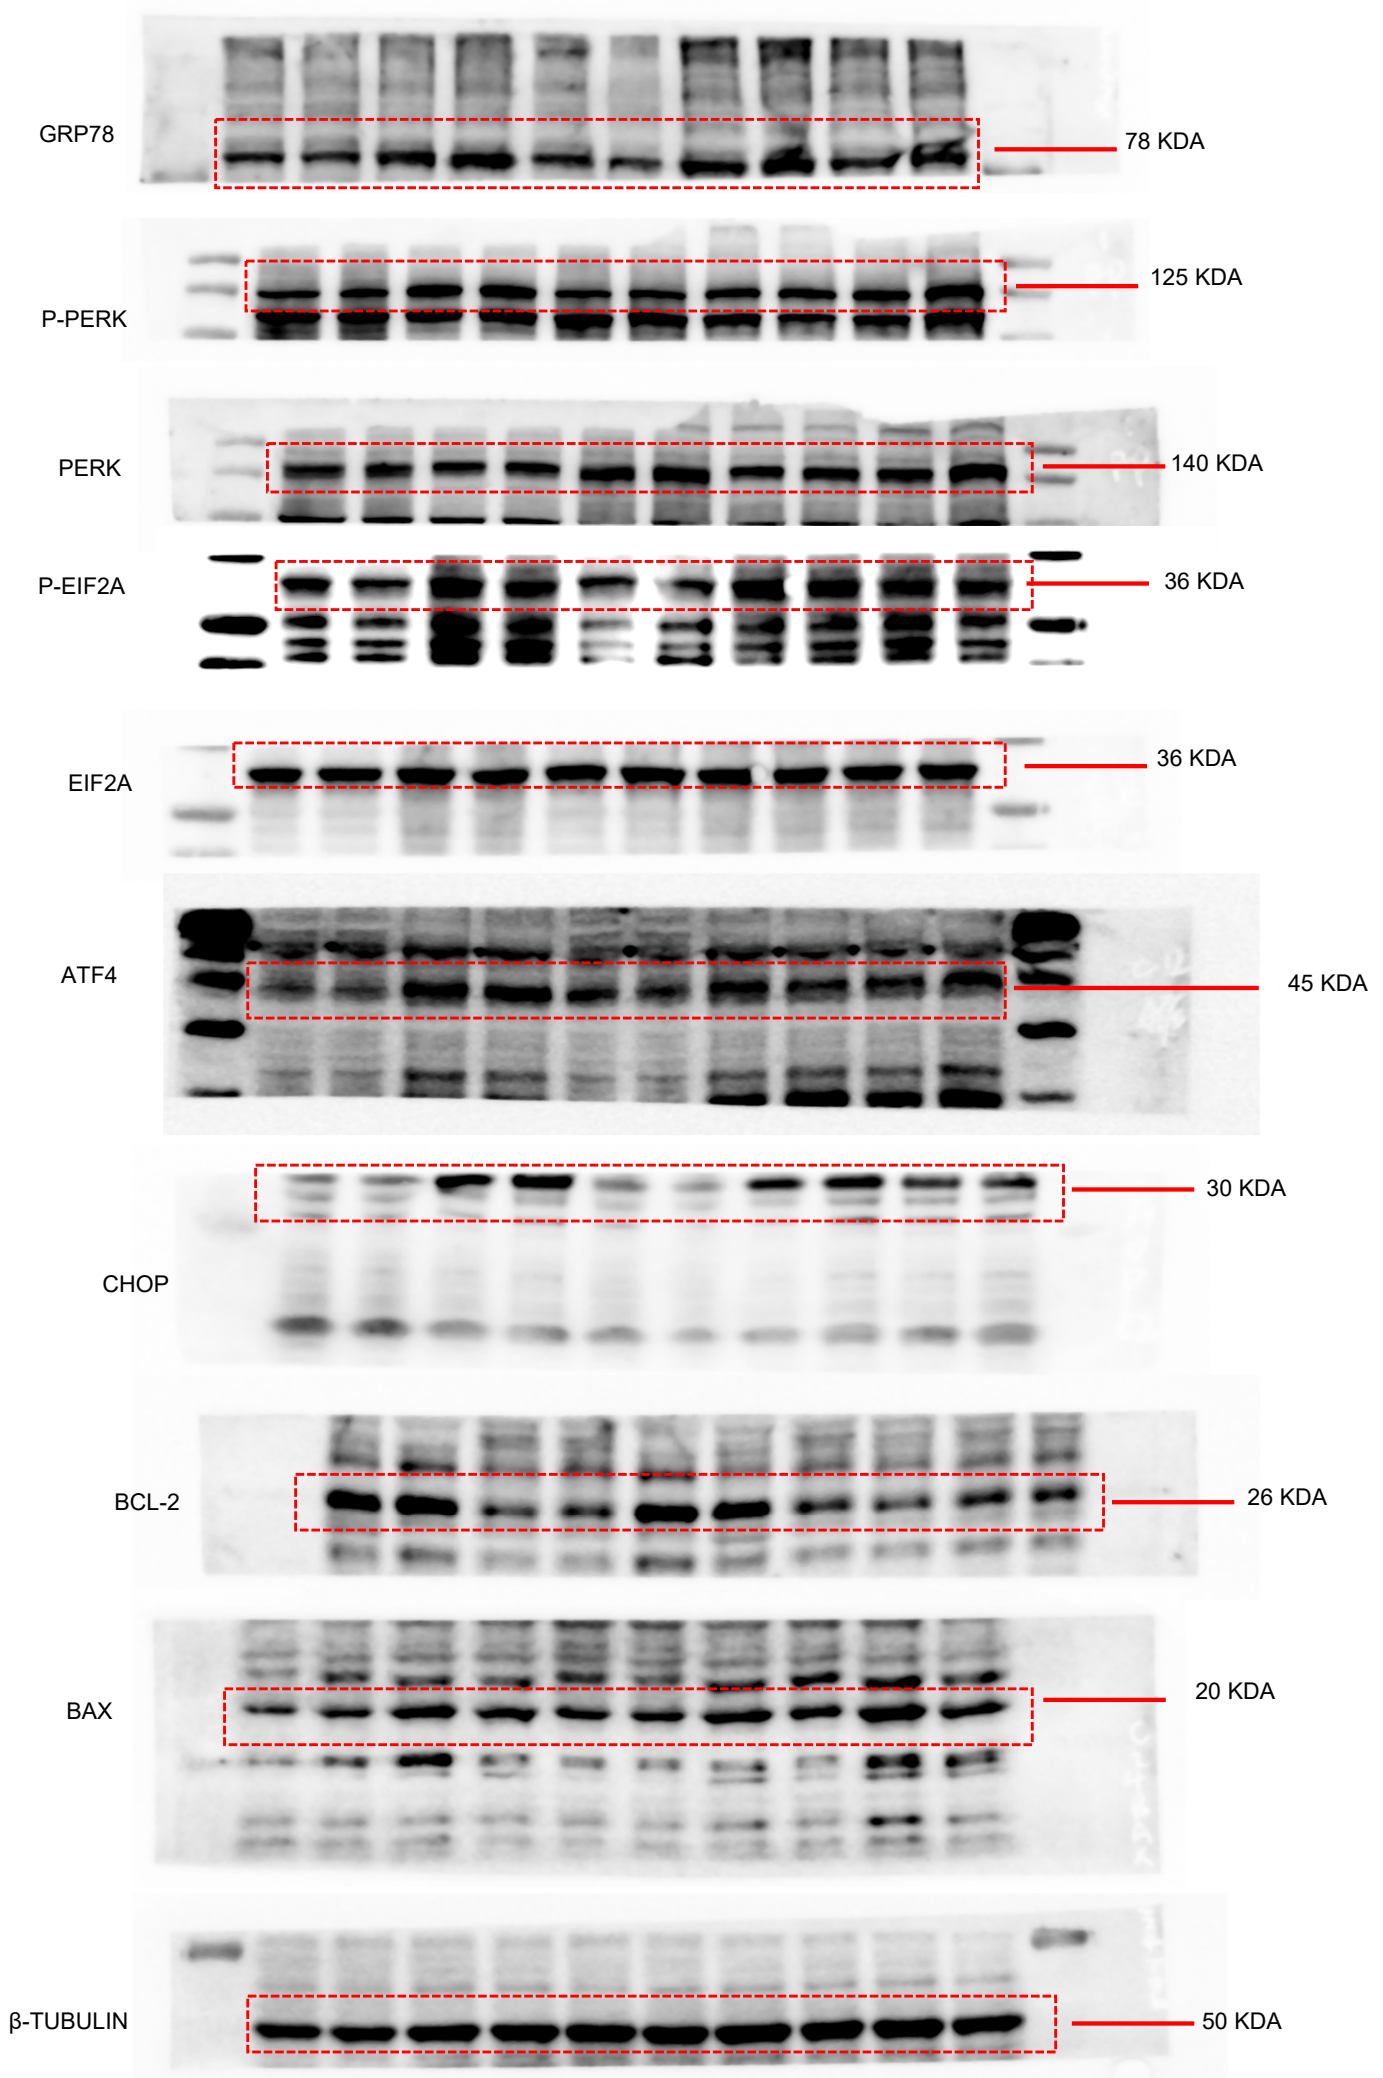 GRP78
78 KDA
P-PERK
125 KDA
PERK
140 KDA
P-EIF2A
36 KDA
EIF2A
36 KDA
ATF4
45 KDA
CHOP
30 KDA
BCL-2
26 KDA
BAX
20 KDA
β-TUBULIN
50 KDA